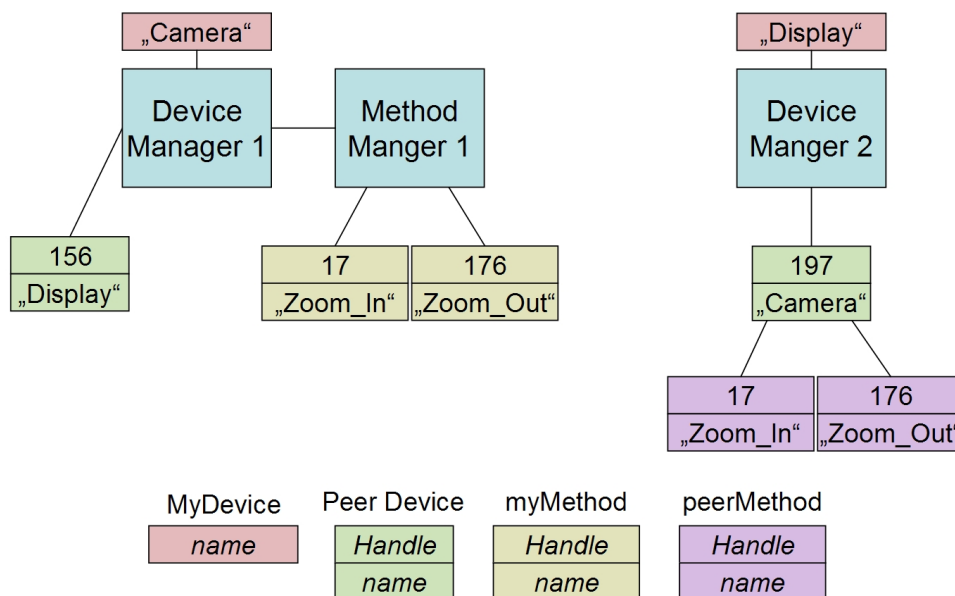 „Camera“
„Display“
Device
Manager 1
Method
Manger 1
Device
Manger 2
156
„Display“
17
„Zoom_In“
176
„Zoom_Out“
197
„Camera“
17
„Zoom_In“
176
„Zoom_Out“
MyDevice
name
Peer Device
Handle
name
myMethod
Handle
name
peerMethod
Handle
name